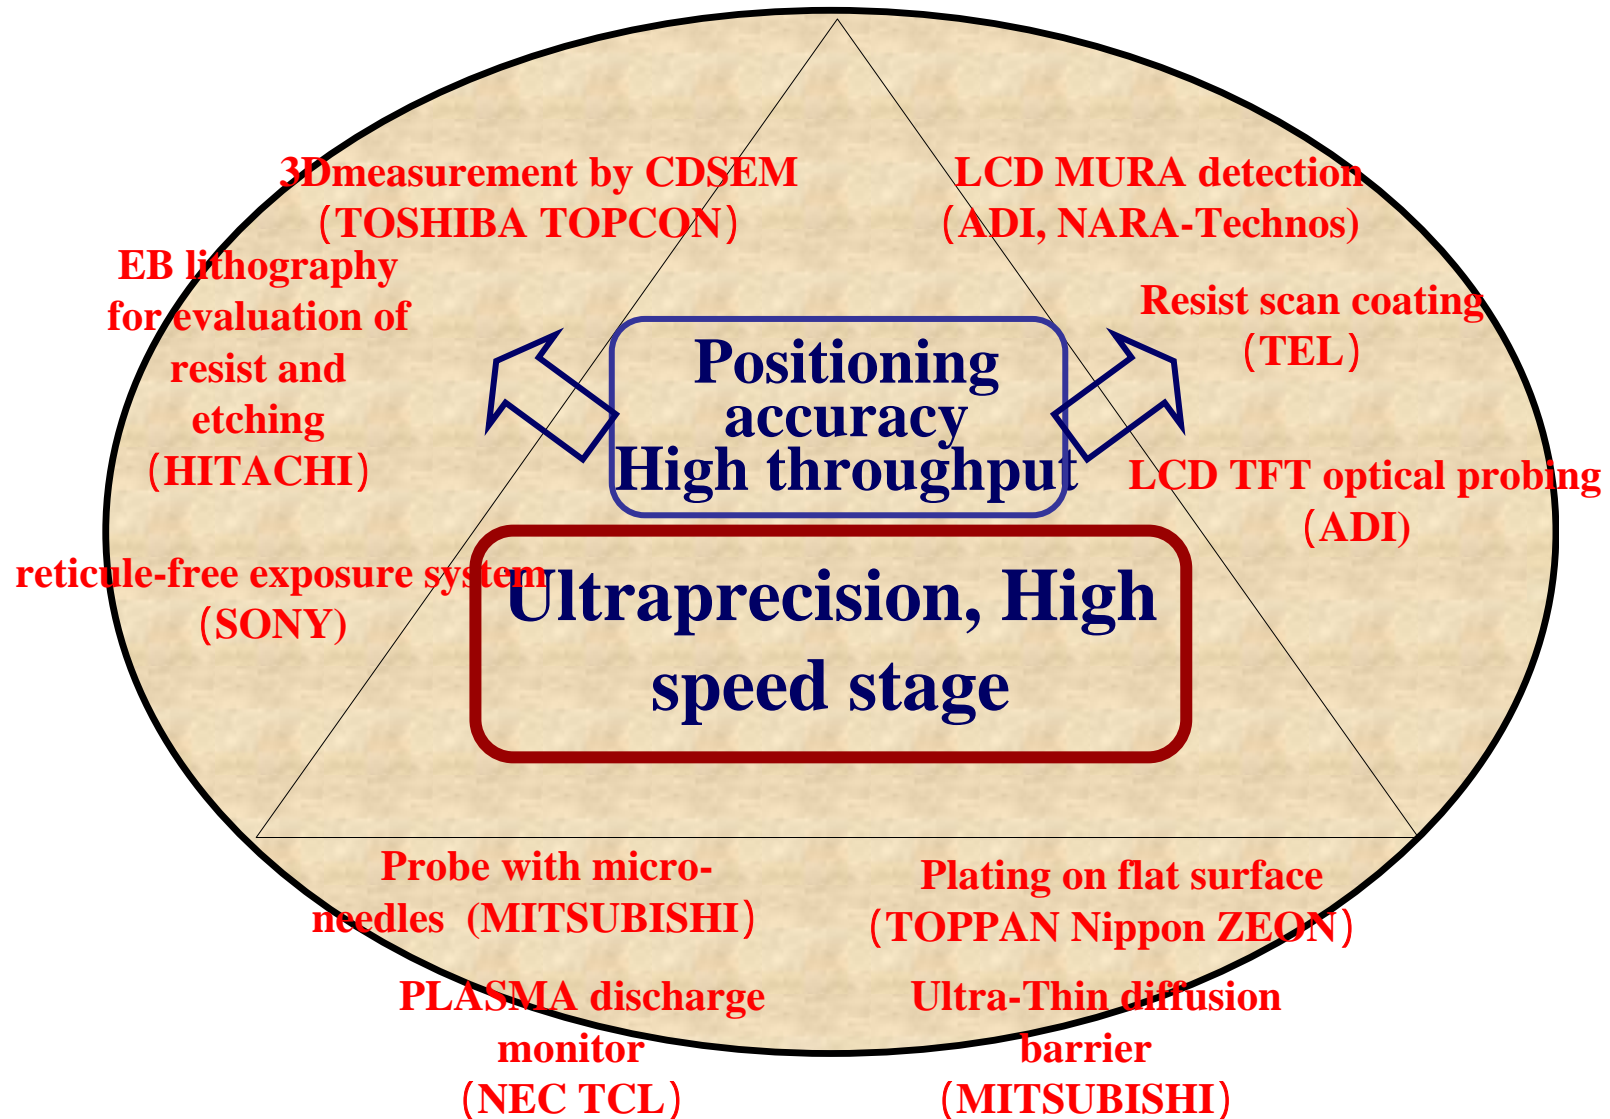 3Dmeasurement by CDSEM
（TOSHIBA TOPCON）
LCD MURA detection
（ADI, NARA-Technos)
EB lithography
for evaluation of
resist and
etching
（HITACHI）
Resist scan coating
（TEL）
Positioning
accuracy
High throughput
LCD TFT optical probing
（ADI)
reticule-free exposure system
（SONY)
Ultraprecision, High
speed stage
Probe with micro-
needles (MITSUBISHI）
Plating on flat surface
（TOPPAN Nippon ZEON）
PLASMA discharge
monitor
（NEC TCL）
Ultra-Thin diffusion
barrier
（MITSUBISHI）